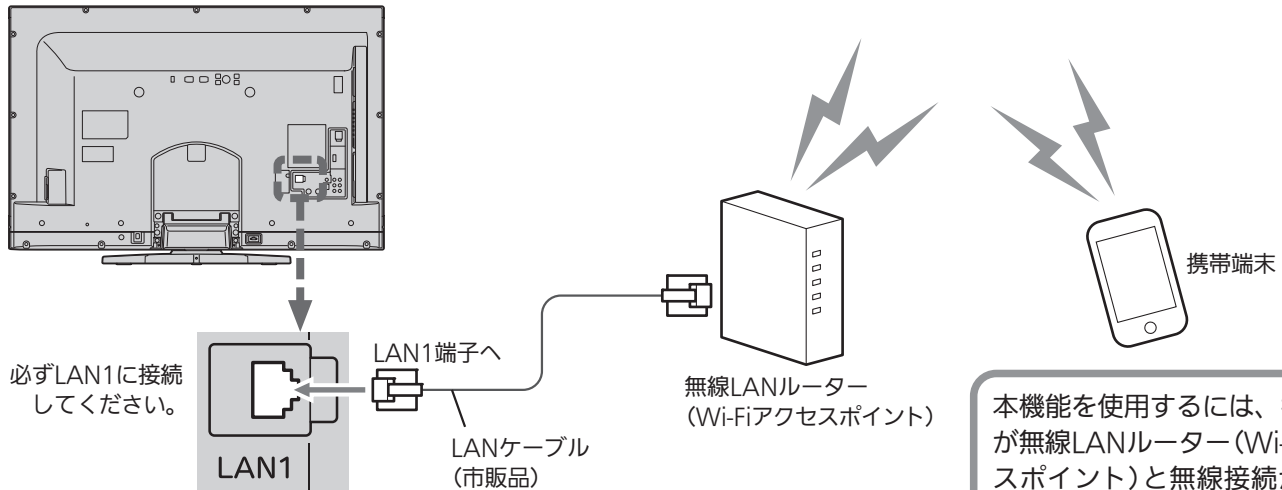 必ずLAN1に接続
してください。
LAN1
LAN1端子へ
LANケーブル
（市販品）
無線LANルーター
（Wi-Fiアクセスポイント）
携帯端末
本機能を使用するには、
が無線LANルーター（Wi-
スポイント）と無線接続